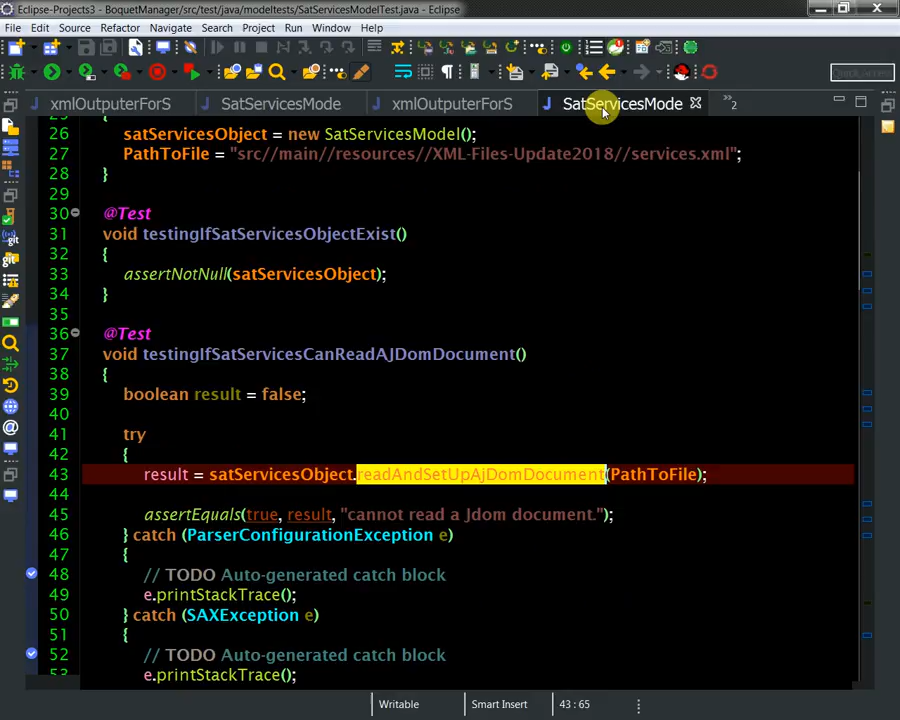 Eclipse-Projects3 - BoquetManager/src/test/java/modeltests/SatServicesModelTest.java - Eclipse
File Edit Source Refactor Navigate Search Project Run Window Help
Quick Access
xmlOutputerForS SatServicesMode xmlOutputerForS SatServicesMode 2
26 satServicesObject = new SatServicesModel();
27 PathToFile = "src//main//resources//XML-Files-Update2018//services.xml";
28 }
29
30 @Test
31 void testingIfSatServicesObjectExist()
32 {
33 assertNotNull(satServicesObject);
34 }
35
36 @Test
37 void testingIfSatServicesCanReadAJDomDocument()
38 {
39 boolean result = false;
40
41 try
42 {
43 result = satServicesObject.readAndSetUpAjDomDocument(PathToFile);
44
45 assertEquals(true, result, "cannot read a Jdom document.");
46 } catch (ParserConfigurationException e)
47 {
48 // TODO Auto-generated catch block
49 e.printStackTrace();
50 } catch (SAXException e)
51 {
52 // TODO Auto-generated catch block
53 e.printStackTrace();
Writable Smart Insert 43 : 65